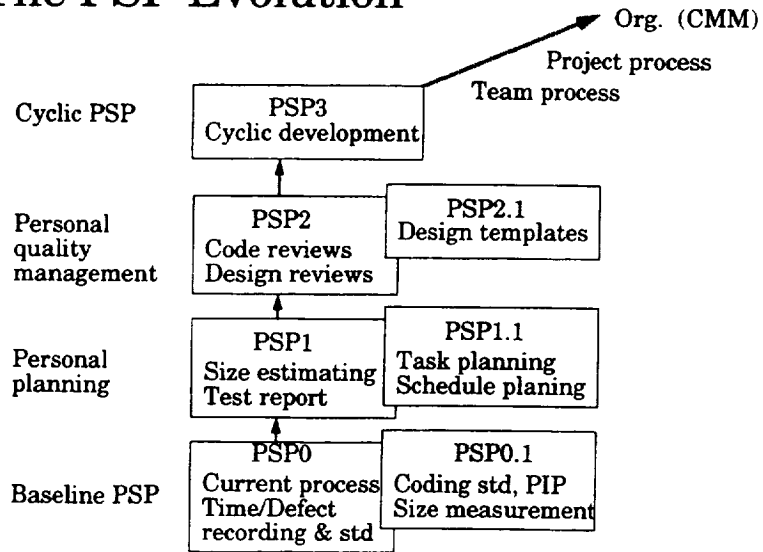 The PSP Evolution
Org. (CMM)
Project process
Team process
Cyclic PSP
PSP3
Cyclic development
Personal
quality
management
PSP2
Code reviews
Design reviews
PSP2.1
Design templates
Personal
planning
PSP1
Size estimating
Test report
PSP1.1
Task planning
Schedule planing
Baseline PSP
PSP0
Current process
Time/Defect
recording & std
PSP0.1
Coding std, PIP
Size measurement